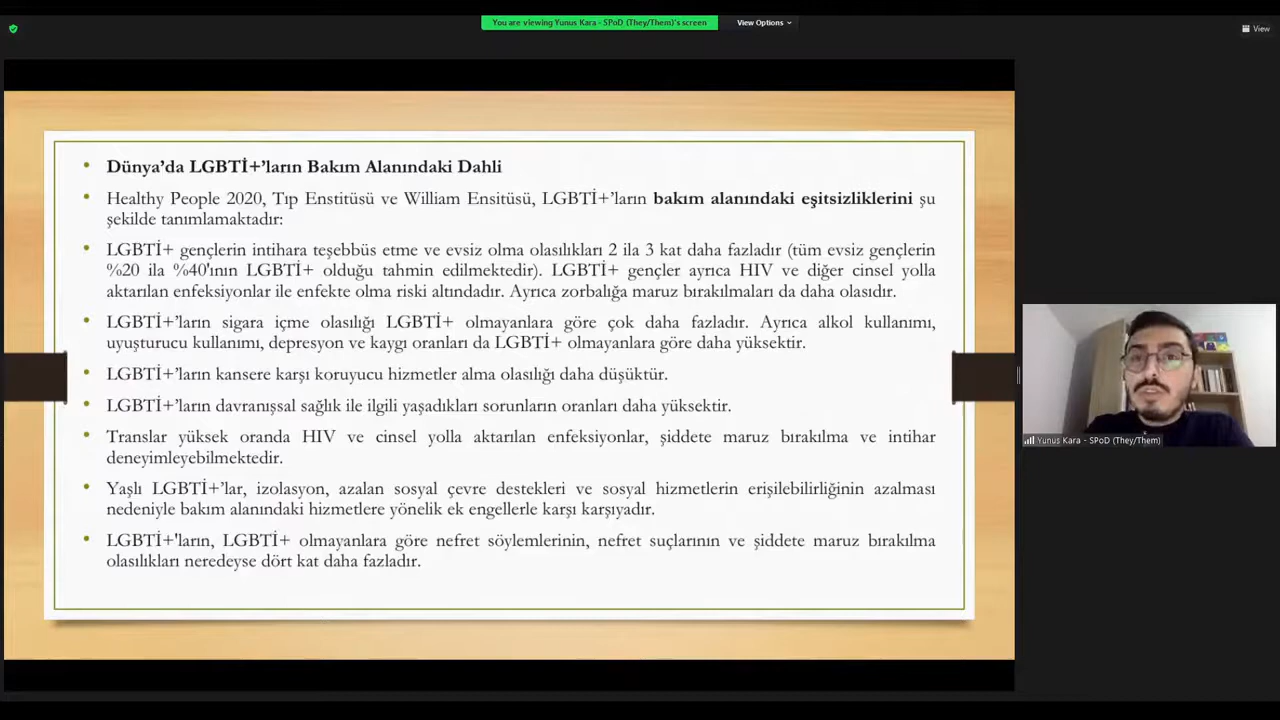 You are viewing Yunus Kara - SPoD (They/Them)'s screen
View Options
View
Dünya’da LGBTİ+’ların Bakım Alanındaki Dahli
Healthy People 2020, Tıp Enstitüsü ve William Ensitüsü, LGBTİ+’ların bakım alanındaki eşitsizliklerini şu
şekilde tanımlamaktadır:
LGBTİ+ gençlerin intihara teşebbüs etme ve evsiz olma olasılıkları 2 ila 3 kat daha fazladır (tüm evsiz gençlerin
%20 ila %40'ının LGBTİ+ olduğu tahmin edilmektedir). LGBTİ+ gençler ayrıca HIV ve diğer cinsel yolla
aktarılan enfeksiyonlar ile enfekte olma riski altındadır. Ayrıca zorbalığa maruz bırakılmaları da daha olasıdır.
LGBTİ+’ların sigara içme olasılığı LGBTİ+ olmayanlara göre çok daha fazladır. Ayrıca alkol kullanımı,
uyuşturucu kullanımı, depresyon ve kaygı oranları da LGBTİ+ olmayanlara göre daha yüksektir.
LGBTİ+’ların kansere karşı koruyucu hizmetler alma olasılığı daha düşüktür.
LGBTİ+’ların davranışsal sağlık ile ilgili yaşadıkları sorunların oranları daha yüksektir.
Translar yüksek oranda HIV ve cinsel yolla aktarılan enfeksiyonlar, şiddete maruz bırakılma ve intihar
deneyimleyebilmektedir.
Yaşlı LGBTİ+’lar, izolasyon, azalan sosyal çevre destekleri ve sosyal hizmetlerin erişilebilirliğinin azalması
nedeniyle bakım alanındaki hizmetlere yönelik ek engellerle karşı karşıyadır.
LGBTİ+'ların, LGBTİ+ olmayanlara göre nefret söylemlerinin, nefret suçlarının ve şiddete maruz bırakılma
olasılıkları neredeyse dört kat daha fazladır.
Yunus Kara - SPoD (They/Them)